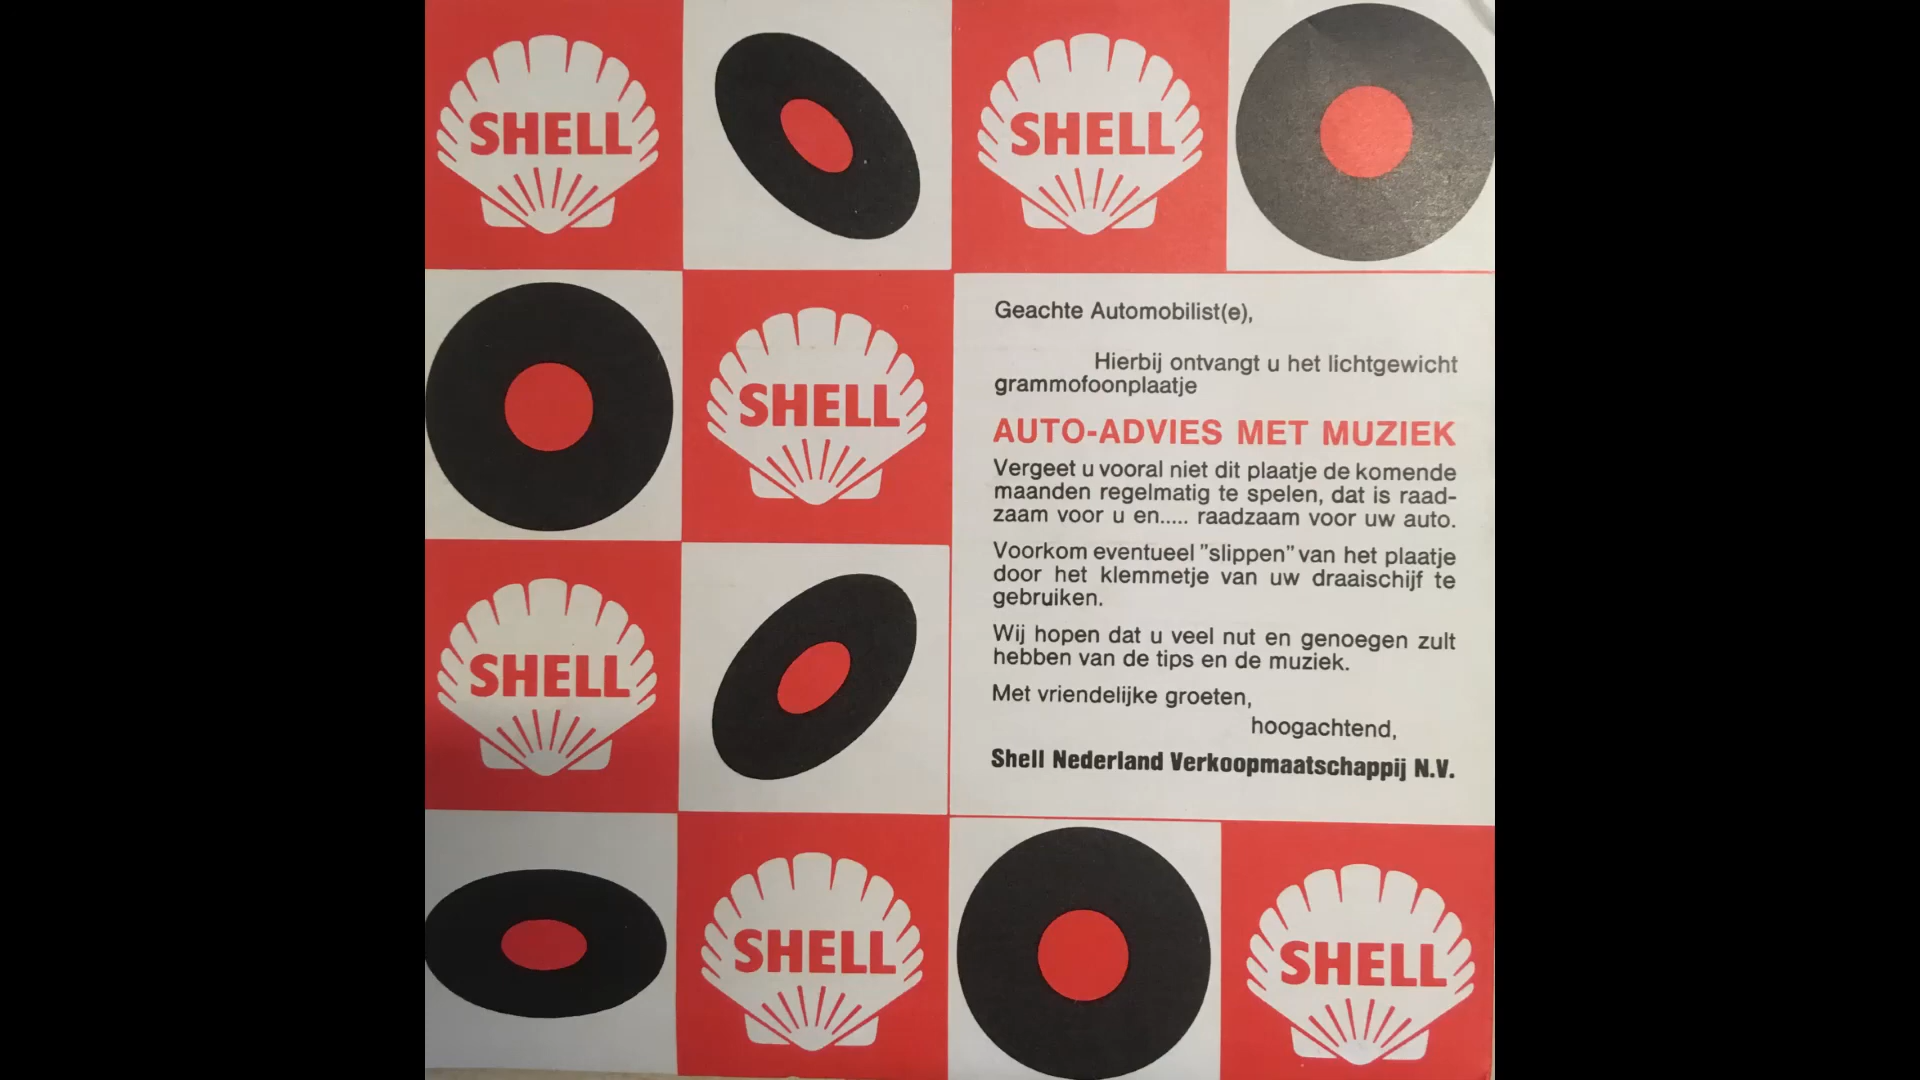 SHELL
SHELL
Geachte Automobilist(e),
Hierbij ontvangt u het lichtgewicht
grammofoonplaatje
AUTO-ADVIES MET MUZIEK
Vergeet u vooral niet dit plaatje de komende
maanden regelmatig te spelen, dat is raad-
zaam voor u en..... raadzaam voor uw auto.
Voorkom eventueel "slippen" van het plaatje
door het klemmetje van uw draaischijf te
gebruiken.
Wij hopen dat u veel nut en genoegen zult
hebben van de tips en de muziek.
Met vriendelijke groeten,
hoogachtend,
Shell Nederland Verkoopmaatschappij N.V.
SHELL
SHELL
SHELL
SHELL